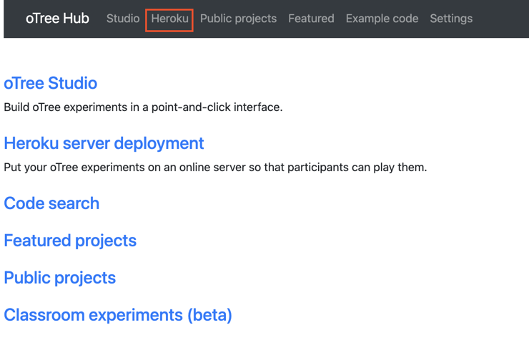 oTree Hub Studio Heroku Public projects Featured Example code Settings
oTree Studio
Build oTree experiments in a point-and-click interface.
Heroku server deployment
Put your oTree experiments on an online server so that participants can play them.
Code search
Featured projects
Public projects
Classroom experiments (beta)